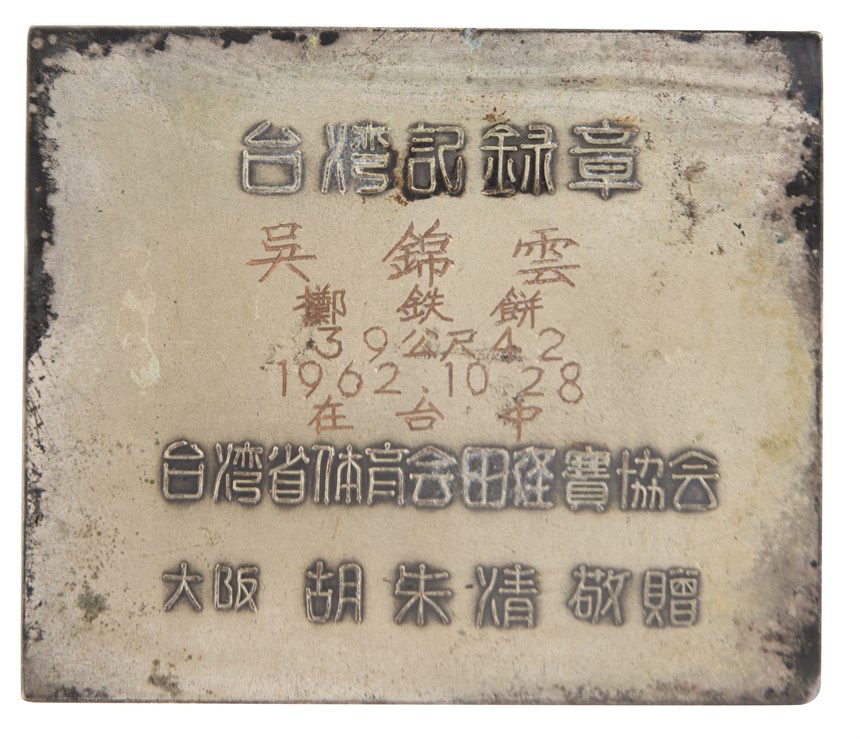 台湾記録章
吳錦雲
擲鉄餅
39公尺42
1962.10.28
在台中
台湾省体育会田径賽協会
大阪 胡朱清 敬贈